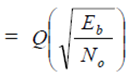 = Q(√(E_b / N_o))